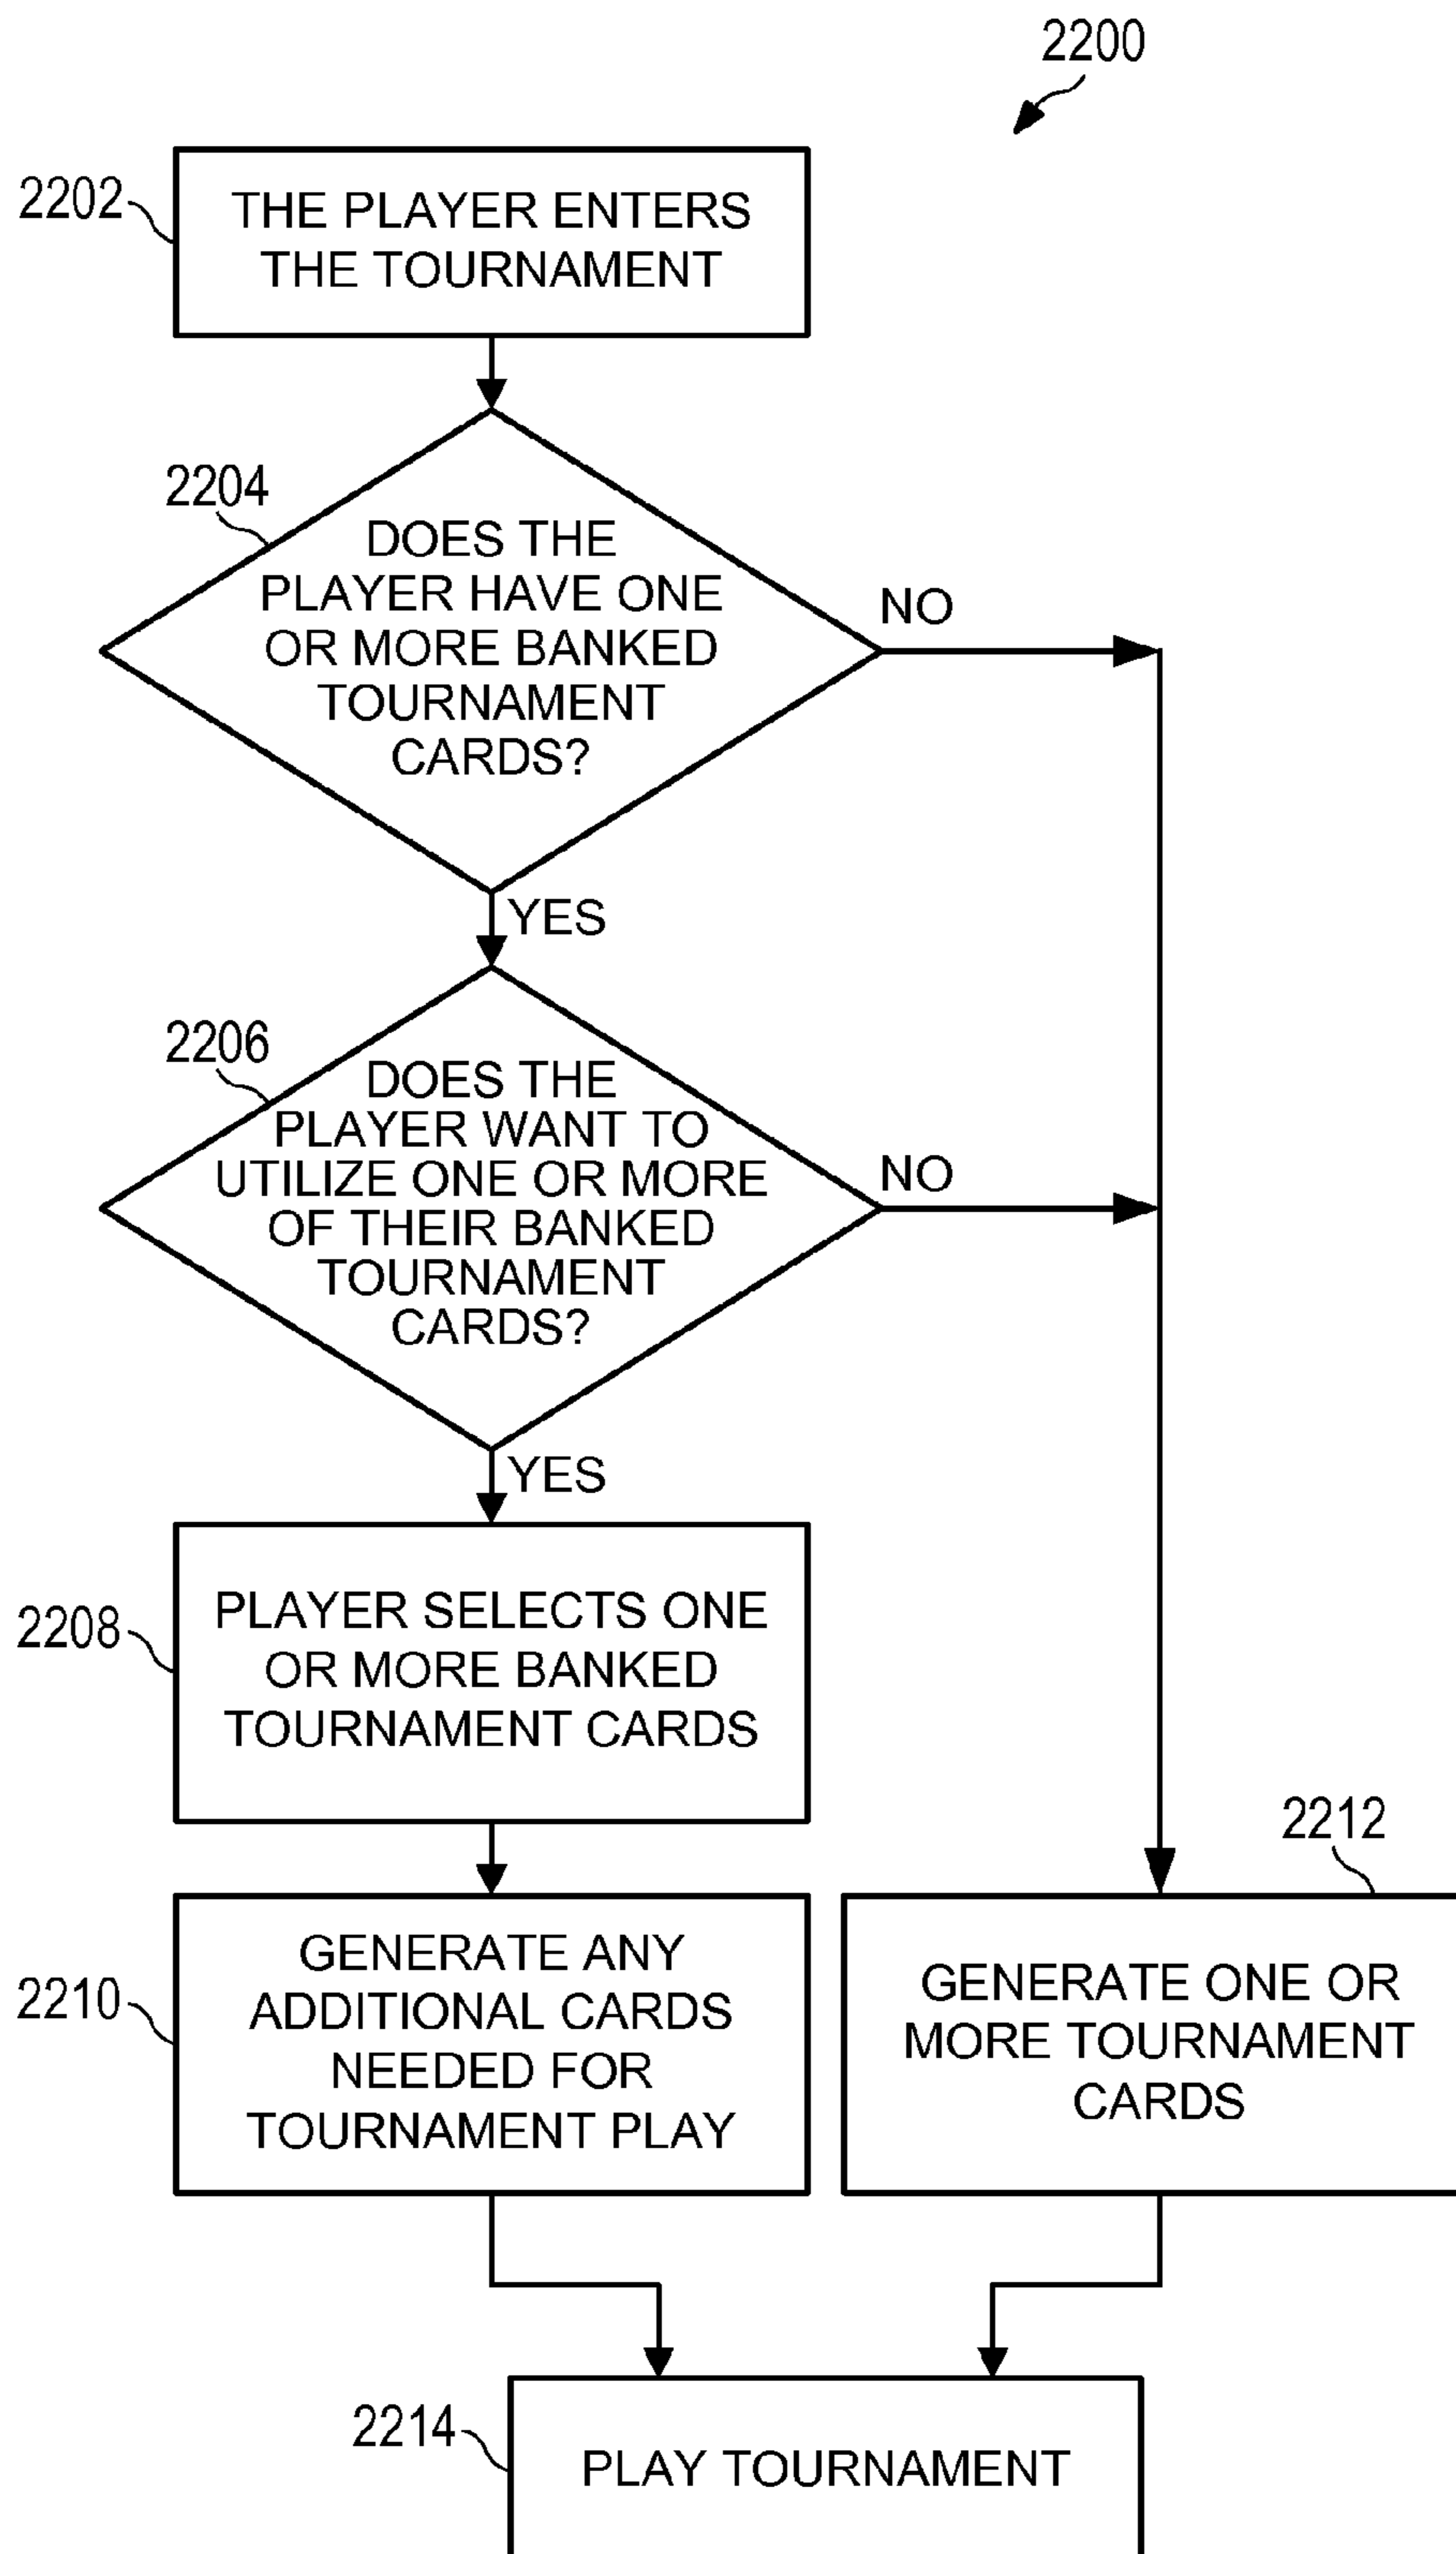 2200
2202
THE PLAYER ENTERS
THE TOURNAMENT
2204
DOES THE
PLAYER HAVE ONE
OR MORE BANKED
TOURNAMENT
CARDS?
NO
YES
2206
DOES THE
PLAYER WANT TO
UTILIZE ONE OR MORE
OF THEIR BANKED
TOURNAMENT
CARDS?
NO
YES
2208
PLAYER SELECTS ONE
OR MORE BANKED
TOURNAMENT CARDS
2210
GENERATE ANY
ADDITIONAL CARDS
NEEDED FOR
TOURNAMENT PLAY
2212
GENERATE ONE OR
MORE TOURNAMENT
CARDS
2214
PLAY TOURNAMENT